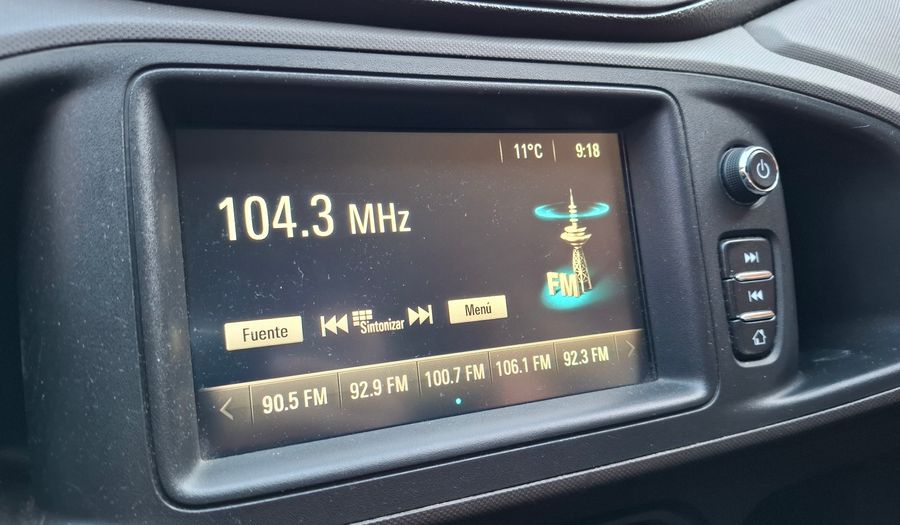 11°C 9:18
104.3 MHz
FM
Fuente Sintonizar Menú
90.5 FM 92.9 FM 100.7 FM 106.1 FM 92.3 FM